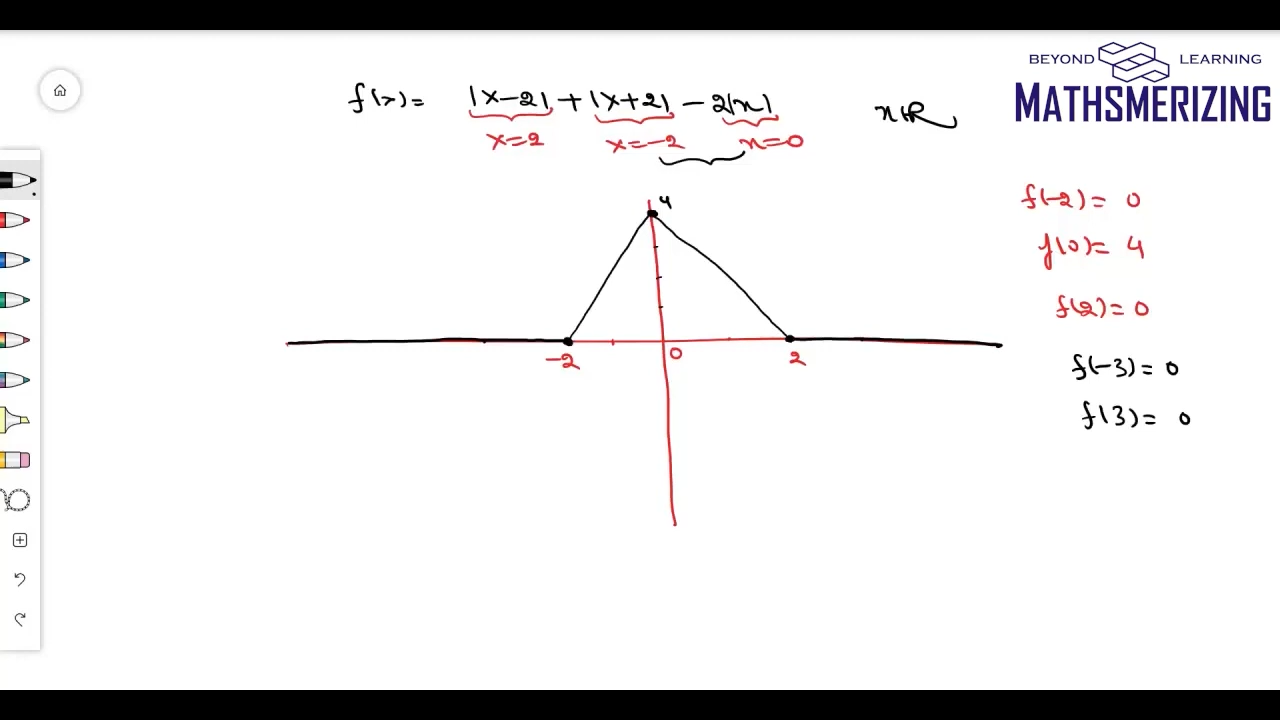 BEYOND LEARNING
MATHSMERIZING
f(x) = |x-2| + |x+2| - 2|x|
x=2 x=-2 x=0
4
-2 0 2
f(-2) = 0
f(0) = 4
f(2) = 0
f(-3) = 0
f(3) = 0